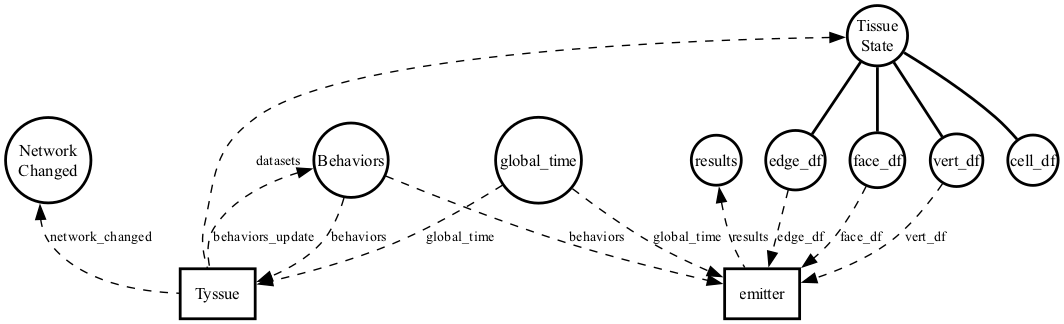 Tissue
State
Network
Changed
Behaviors
global_time
results
edge_df
face_df
vert_df
cell_df
datasets
network_changed
behaviors_update
behaviors
global_time
behaviors
global_time
results
edge_df
face_df
vert_df
Tyssue
emitter